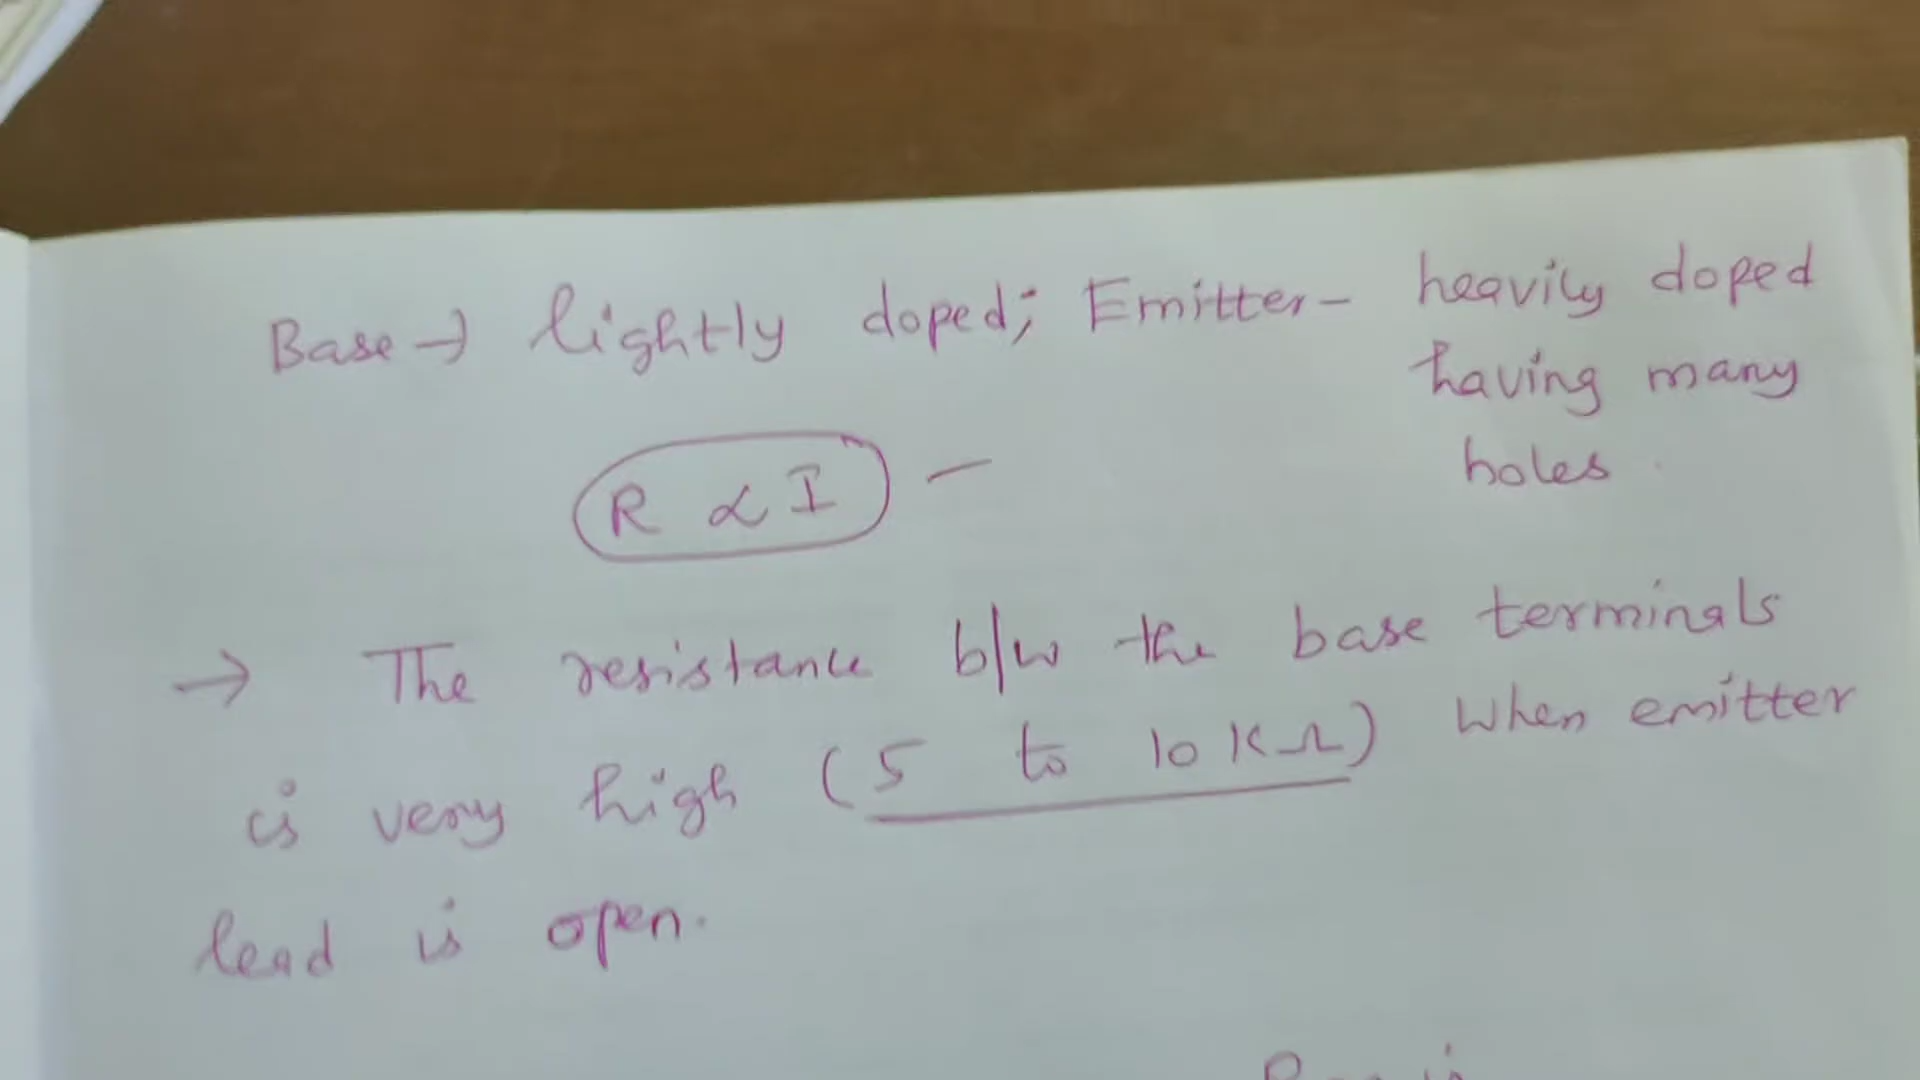 Base → lightly doped; Emitter - heavily doped
having many
holes
R ∝ I —
→ The resistance b/w the base terminals
is very high (5 to 10 KΩ) when emitter
lead is open.